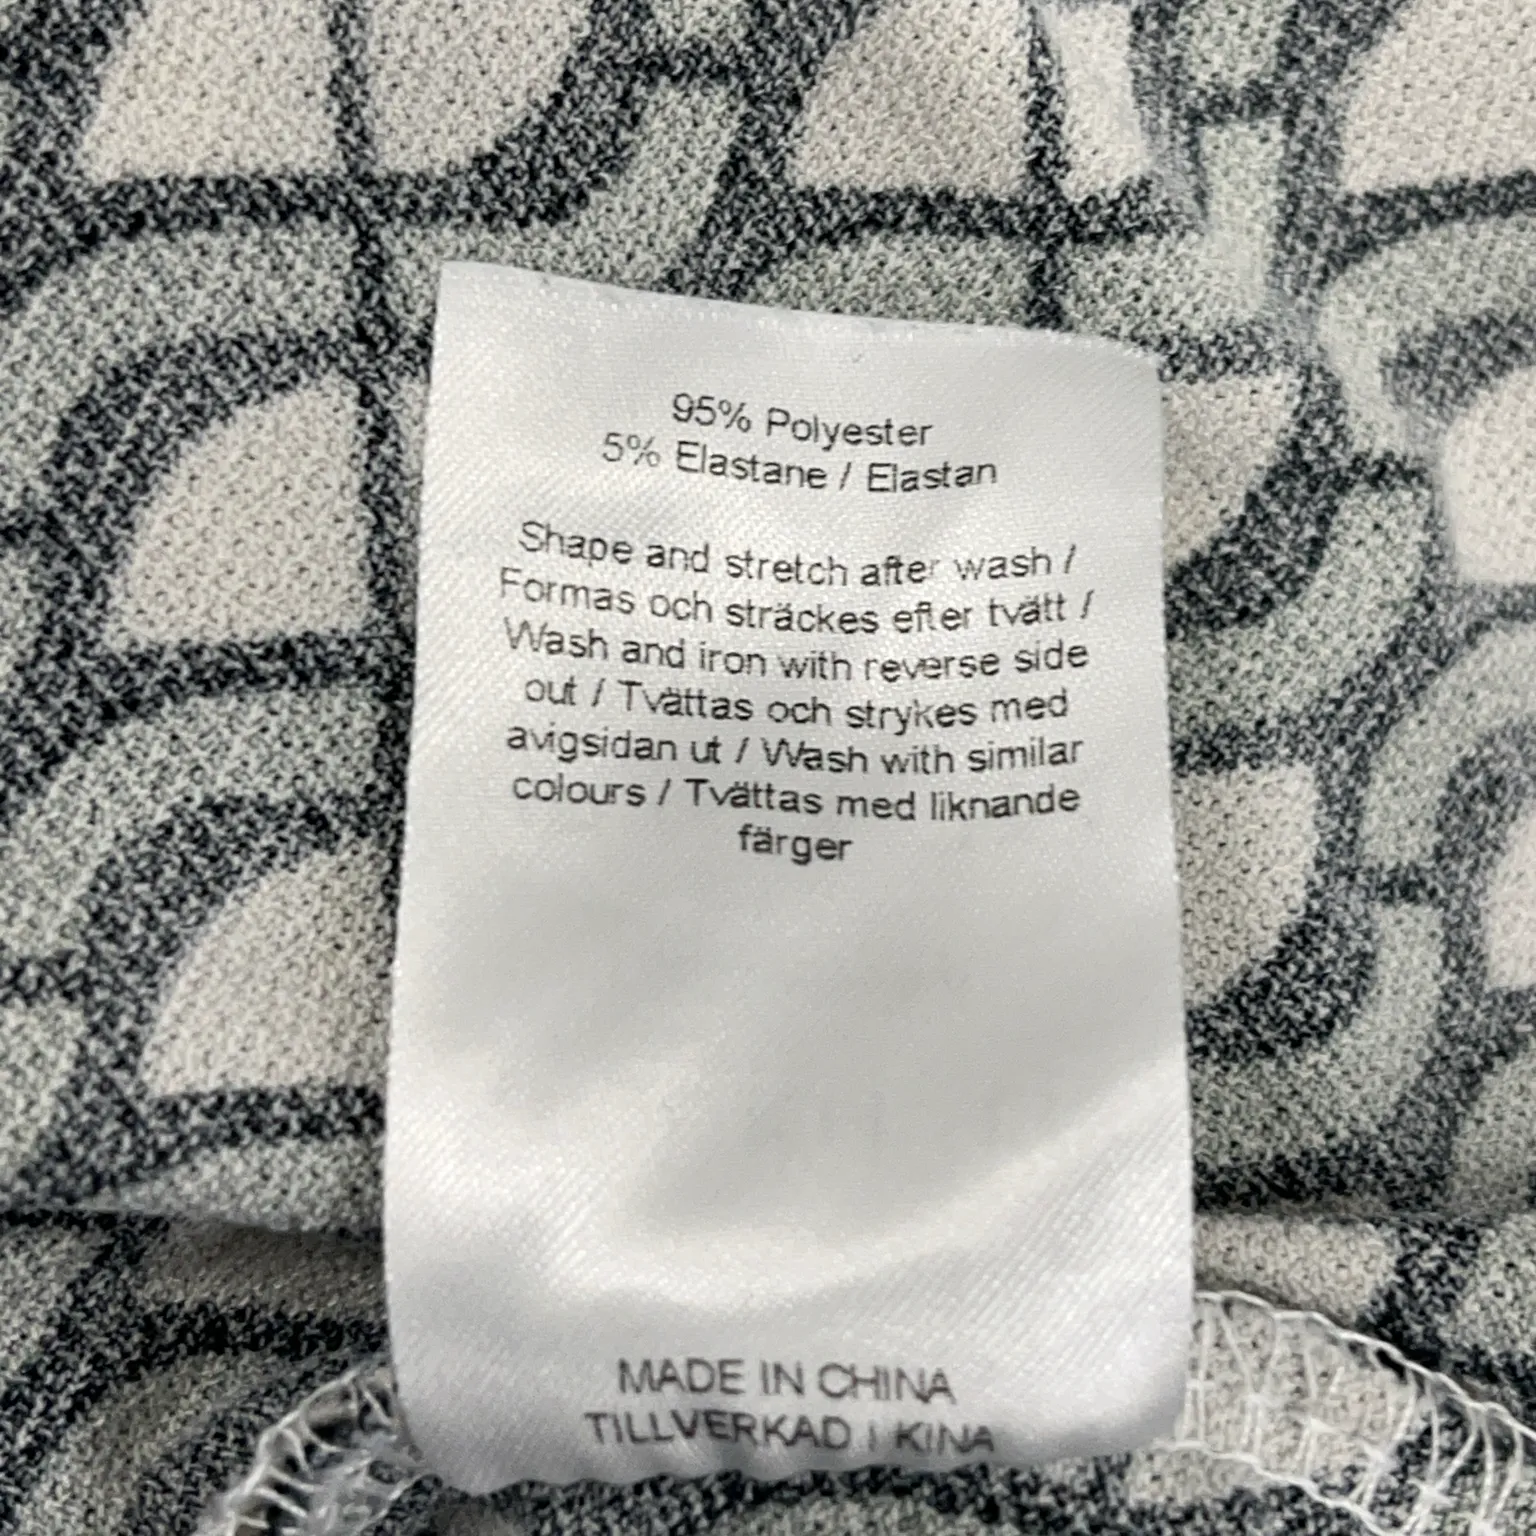 95% Polyester
5% Elastane / Elastan
Shape and stretch after wash /
Formas och sträckes efter tvätt /
Wash and iron with reverse side
out / Tvättas och strykes med
avigsidan ut / Wash with similar
colours / Tvättas med liknande
färger
MADE IN CHINA
TILLVERKAD I KINA